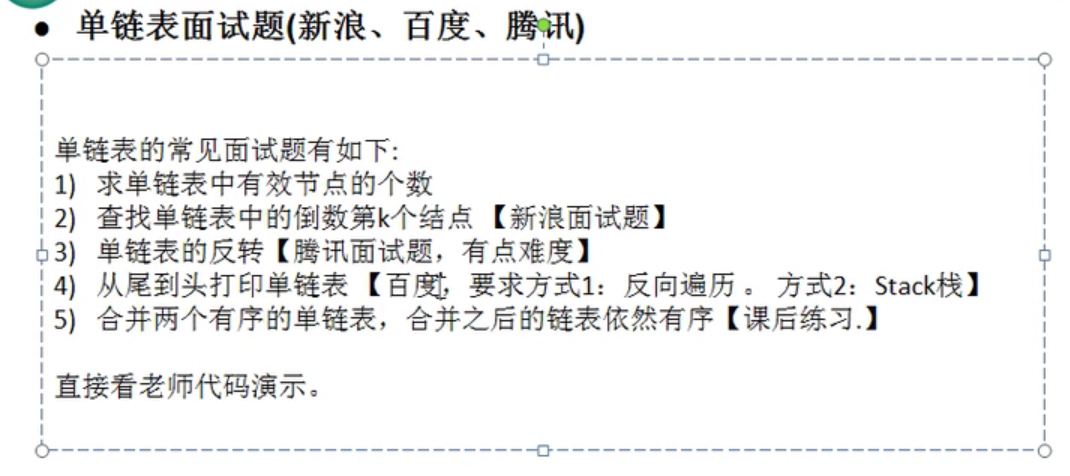 ● 单链表面试题(新浪、百度、腾讯)
单链表的常见面试题有如下:
1) 求单链表中有效节点的个数
2) 查找单链表中的倒数第k个结点 【新浪面试题】
3) 单链表的反转【腾讯面试题，有点难度】
4) 从尾到头打印单链表 【百度，要求方式1：反向遍历 。 方式2：Stack栈】
5) 合并两个有序的单链表，合并之后的链表依然有序【课后练习.】
直接看老师代码演示。